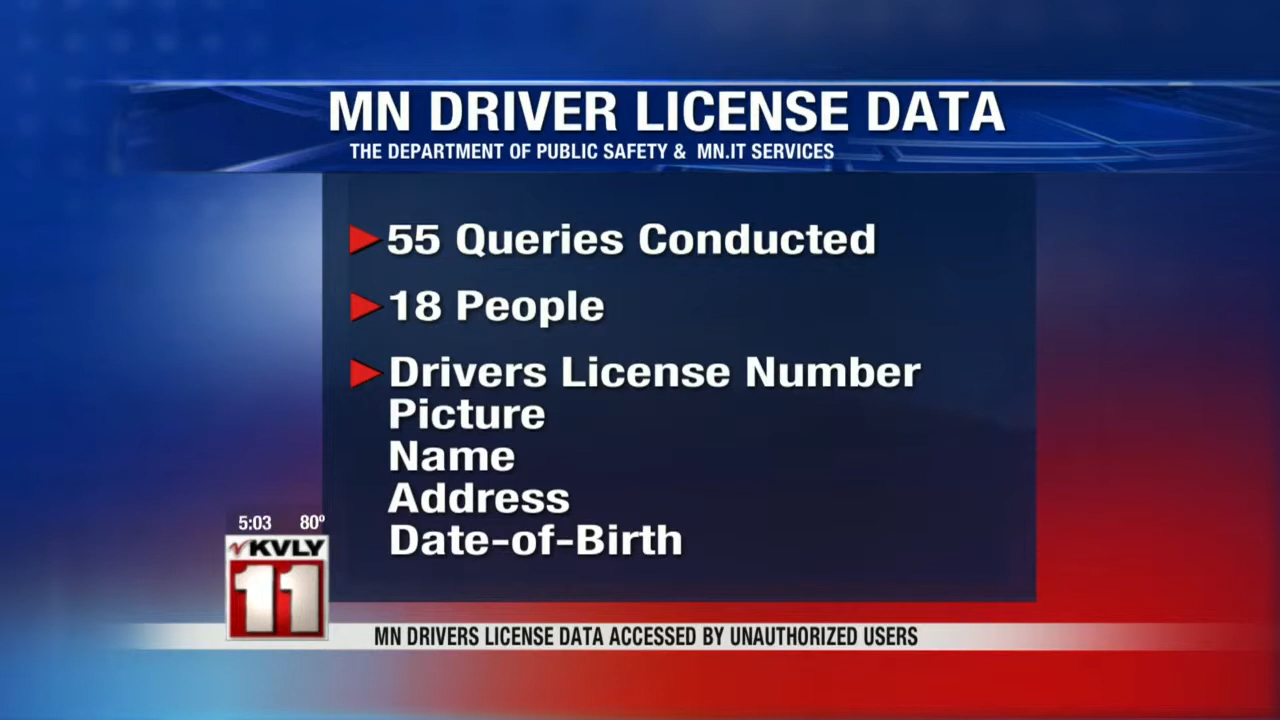 MN DRIVER LICENSE DATA
THE DEPARTMENT OF PUBLIC SAFETY & MN.IT SERVICES
55 Queries Conducted
18 People
Drivers License Number
Picture
Name
Address
Date-of-Birth
5:03 80º
KVLY
11
MN DRIVERS LICENSE DATA ACCESSED BY UNAUTHORIZED USERS